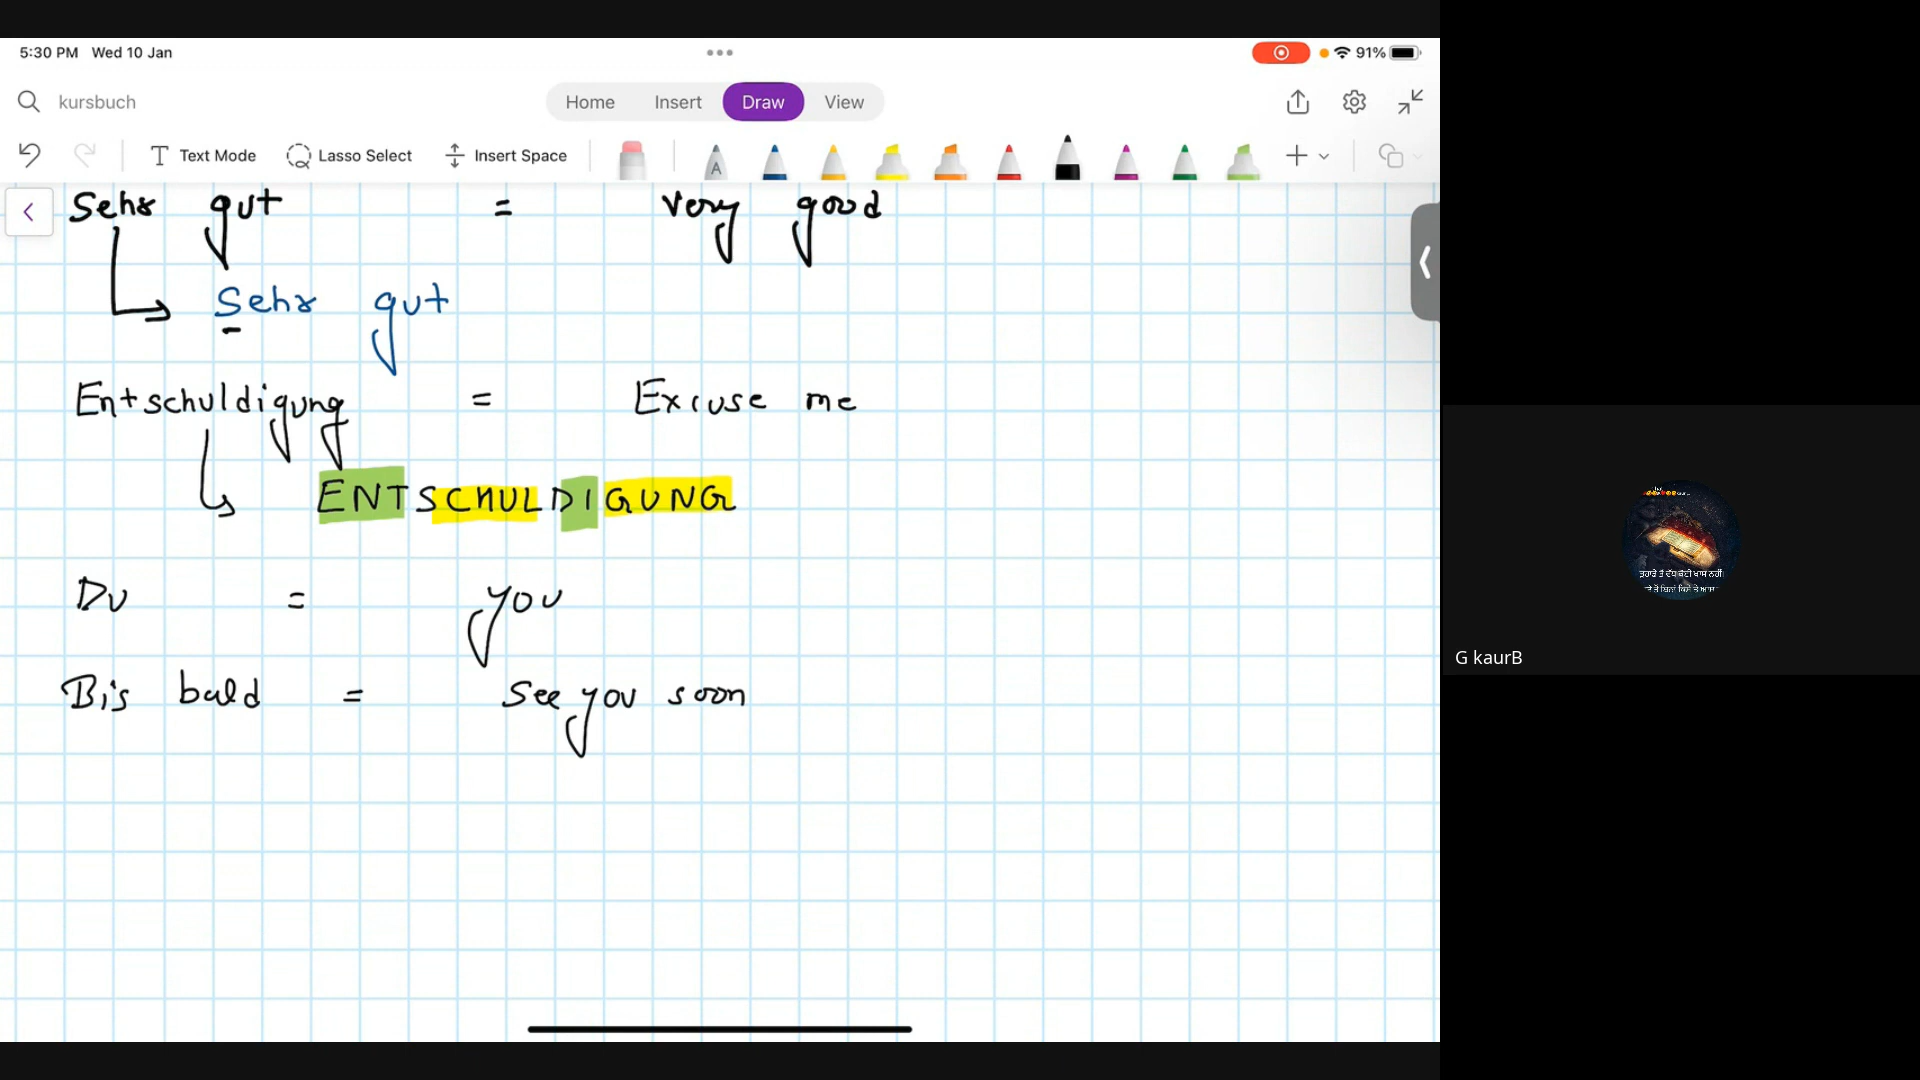 5:30 PM Wed 10 Jan
91%
kursbuch
Home Insert Draw View
Text Mode Lasso Select Insert Space
A
Sehr gut = very good
Sehr gut
Entschuldigung = Excuse me
ENTSCHULDIGUNG
Du = you
Bis bald = See you soon
G kaurB